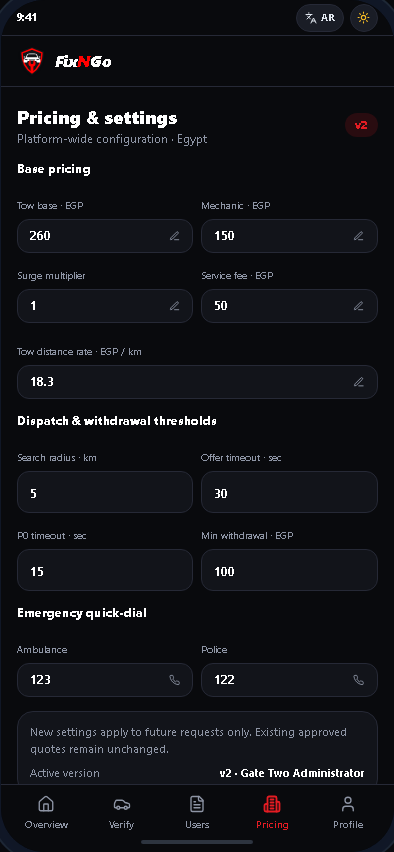 9:41
AR
FixNGo
Pricing & settings
Platform-wide configuration · Egypt
v2
Base pricing
Tow base · EGP
Mechanic · EGP
260
150
Surge multiplier
Service fee · EGP
1
50
Tow distance rate · EGP / km
18.3
Dispatch & withdrawal thresholds
Search radius · km
Offer timeout · sec
5
30
P0 timeout · sec
Min withdrawal · EGP
15
100
Emergency quick-dial
Ambulance
Police
123
122
New settings apply to future requests only. Existing approved
quotes remain unchanged.
Active version
v2 · Gate Two Administrator
Overview
Verify
Users
Pricing
Profile